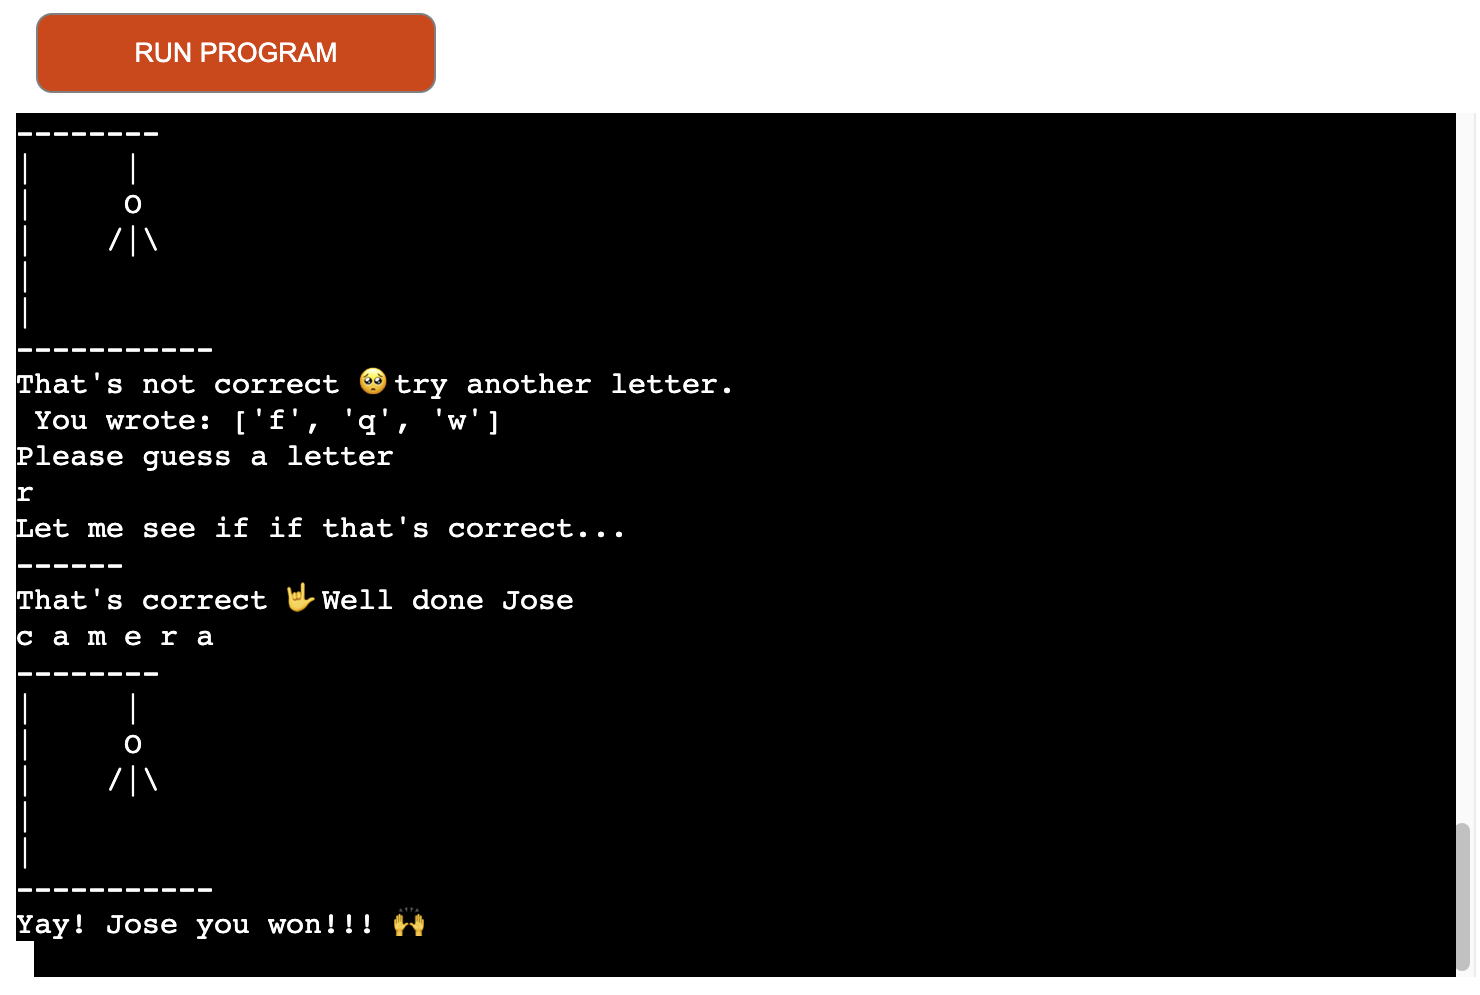 RUN PROGRAM
--------
|     |
|     o
|    /|\
|
|
-----------
That's not correct 🥺try another letter.
 You wrote: ['f', 'q', 'w']
Please guess a letter
r
Let me see if if that's correct...
------
That's correct 🤟Well done Jose
c a m e r a
--------
|     |
|     o
|    /|\
|
|
-----------
Yay! Jose you won!!! 🙌